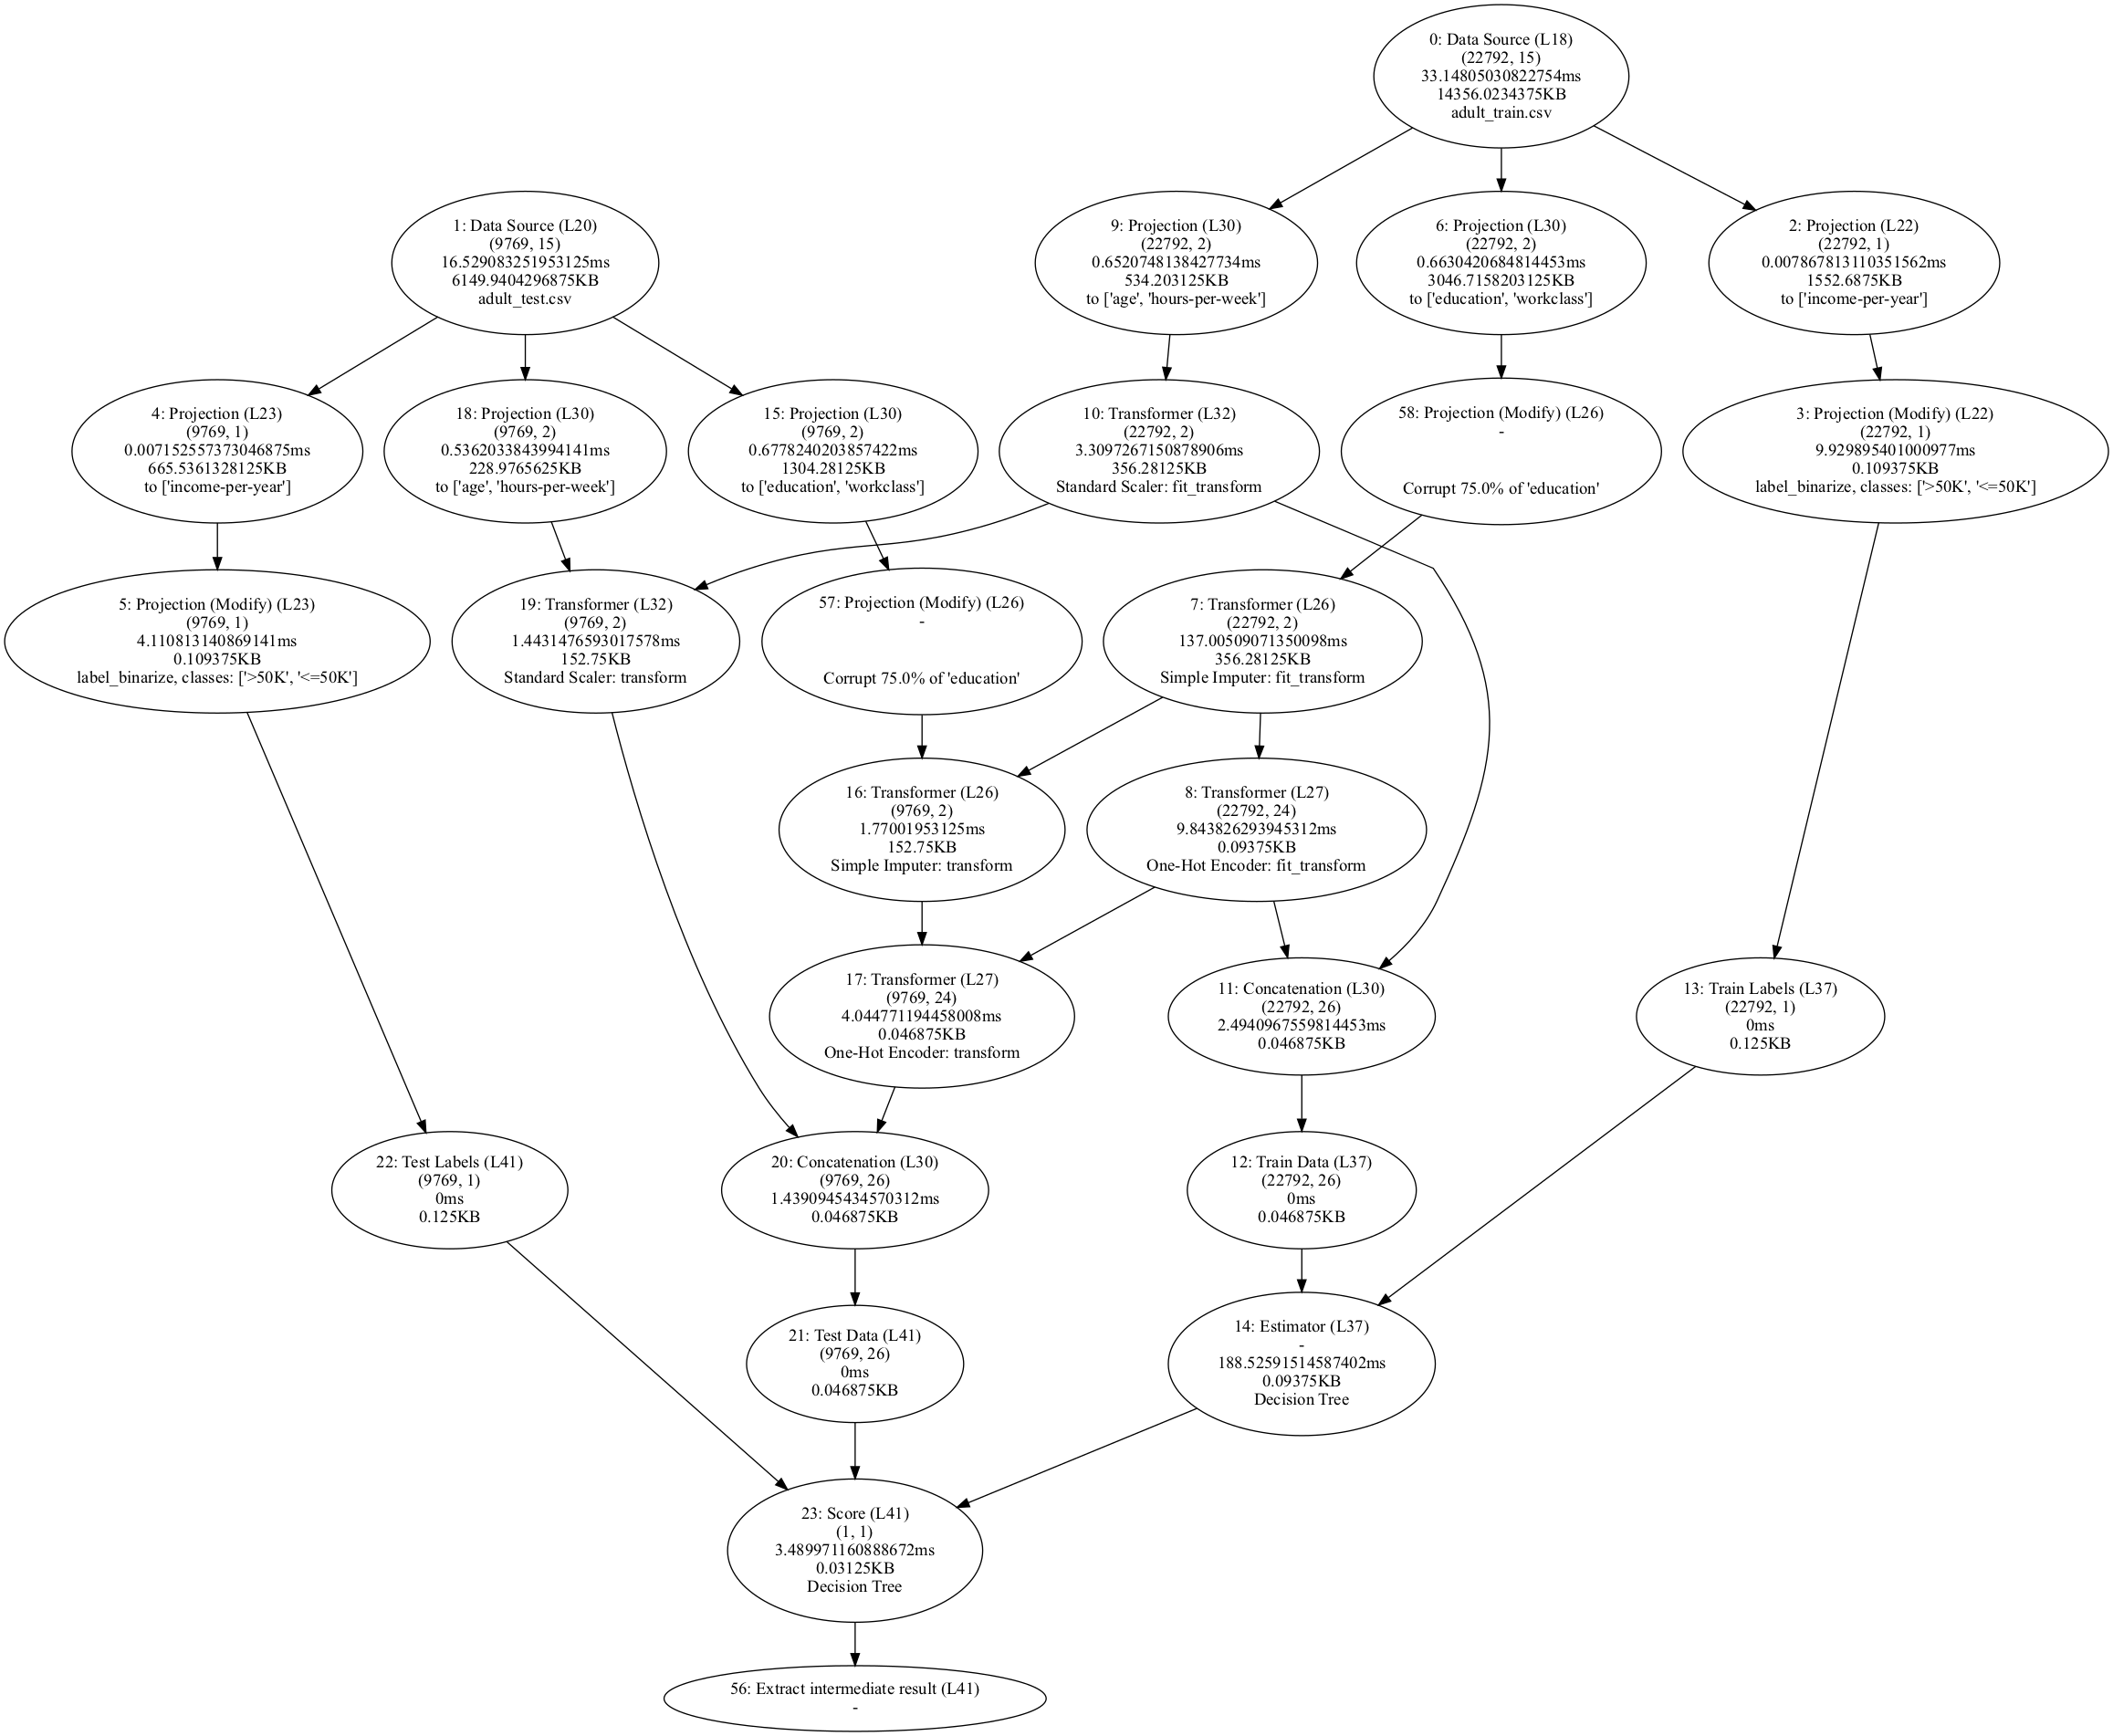 0: Data Source (L18)
(22792, 15)
33.14805030822754ms
14356.0234375KB
adult_train.csv
1: Data Source (L20)
(9769, 15)
16.529083251953125ms
6149.9404296875KB
adult_test.csv
9: Projection (L30)
(22792, 2)
0.6520748138427734ms
534.203125KB
to ['age', 'hours-per-week']
6: Projection (L30)
(22792, 2)
0.6630420684814453ms
3046.7158203125KB
to ['education', 'workclass']
2: Projection (L22)
(22792, 1)
0.007867813110351562ms
1552.6875KB
to ['income-per-year']
4: Projection (L23)
(9769, 1)
0.007152557373046875ms
665.5361328125KB
to ['income-per-year']
18: Projection (L30)
(9769, 2)
0.5362033843994141ms
228.9765625KB
to ['age', 'hours-per-week']
15: Projection (L30)
(9769, 2)
0.6778240203857422ms
1304.28125KB
to ['education', 'workclass']
10: Transformer (L32)
(22792, 2)
3.3097267150878906ms
356.28125KB
Standard Scaler: fit_transform
58: Projection (Modify) (L26)
-
Corrupt 75.0% of 'education'
3: Projection (Modify) (L22)
(22792, 1)
9.929895401000977ms
0.109375KB
label_binarize, classes: ['>50K', '<=50K']
5: Projection (Modify) (L23)
(9769, 1)
4.110813140869141ms
0.109375KB
label_binarize, classes: ['>50K', '<=50K']
19: Transformer (L32)
(9769, 2)
1.4431476593017578ms
152.75KB
Standard Scaler: transform
57: Projection (Modify) (L26)
-
Corrupt 75.0% of 'education'
7: Transformer (L26)
(22792, 2)
137.00509071350098ms
356.28125KB
Simple Imputer: fit_transform
16: Transformer (L26)
(9769, 2)
1.77001953125ms
152.75KB
Simple Imputer: transform
8: Transformer (L27)
(22792, 24)
9.843826293945312ms
0.09375KB
One-Hot Encoder: fit_transform
17: Transformer (L27)
(9769, 24)
4.044771194458008ms
0.046875KB
One-Hot Encoder: transform
11: Concatenation (L30)
(22792, 26)
2.4940967559814453ms
0.046875KB
13: Train Labels (L37)
(22792, 1)
0ms
0.125KB
22: Test Labels (L41)
(9769, 1)
0ms
0.125KB
20: Concatenation (L30)
(9769, 26)
1.4390945434570312ms
0.046875KB
12: Train Data (L37)
(22792, 26)
0ms
0.046875KB
21: Test Data (L41)
(9769, 26)
0ms
0.046875KB
14: Estimator (L37)
-
188.52591514587402ms
0.09375KB
Decision Tree
23: Score (L41)
(1, 1)
3.489971160888672ms
0.03125KB
Decision Tree
56: Extract intermediate result (L41)
-